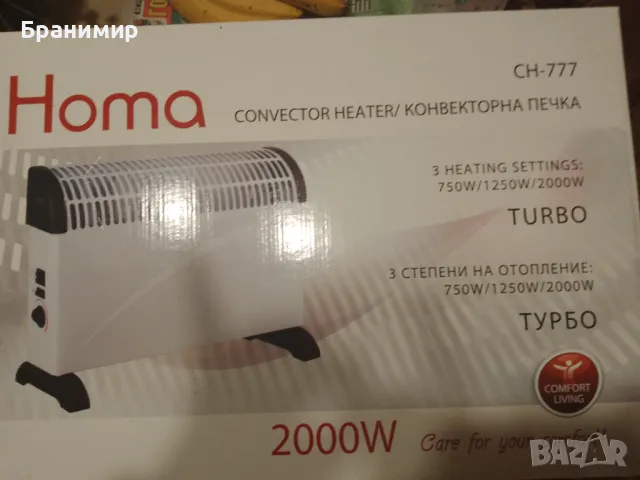 Бранимир
Homa
CH-777
CONVECTOR HEATER/ КОНВЕКТОРНА ПЕЧКА
3 HEATING SETTINGS:
750W/1250W/2000W
TURBO
3 СТЕПЕНИ НА ОТОПЛЕНИЕ:
750W/1250W/2000W
ТУРБО
COMFORT
LIVING
2000W
Care for your
BAZAR